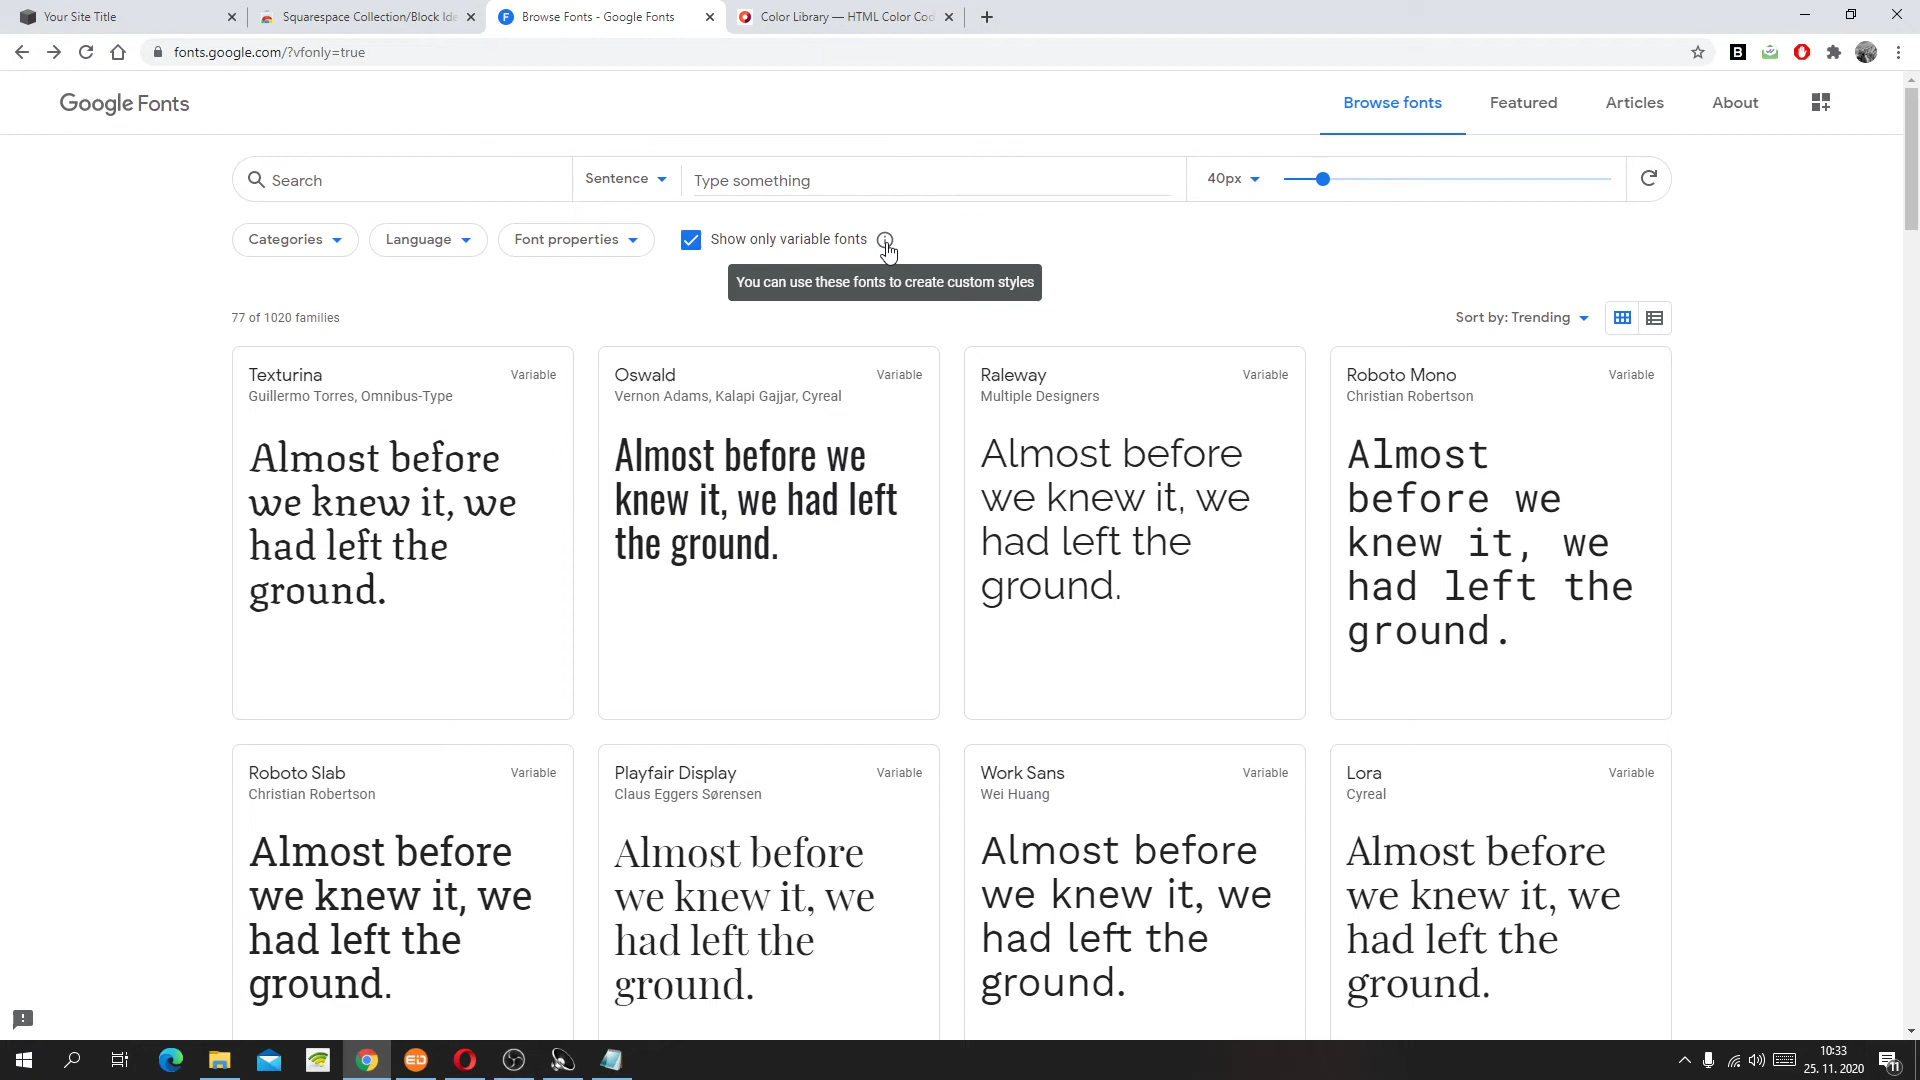 Your Site Title
Squarespace Collection/Block Ide
Browse Fonts - Google Fonts
Color Library — HTML Color Cod
fonts.google.com/?vfonly=true
Google Fonts
Browse fonts
Featured
Articles
About
Search
Sentence
Type something
40px
Categories
Language
Font properties
Show only variable fonts
You can use these fonts to create custom styles
77 of 1020 families
Sort by: Trending
Texturina
Variable
Guillermo Torres, Omnibus-Type
Almost before
we knew it, we
had left the
ground.
Oswald
Variable
Vernon Adams, Kalapi Gajjar, Cyreal
Almost before we
knew it, we had left
the ground.
Raleway
Variable
Multiple Designers
Almost before
we knew it, we
had left the
ground.
Roboto Mono
Variable
Christian Robertson
Almost
before we
knew it, we
had left the
ground.
Roboto Slab
Variable
Christian Robertson
Almost before
we knew it, we
had left the
ground.
Playfair Display
Variable
Claus Eggers Sørensen
Almost before
we knew it, we
had left the
ground.
Work Sans
Variable
Wei Huang
Almost before
we knew it, we
had left the
ground.
Lora
Variable
Cyreal
Almost before
we knew it, we
had left the
ground.
10:33
25. 11. 2020
11